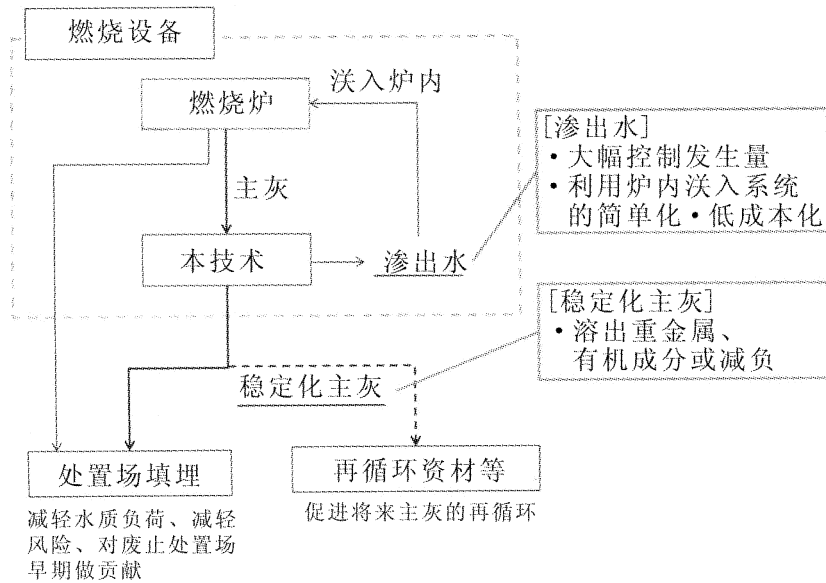 燃烧设备
燃烧炉
渶入炉内
主灰
本技术
渗出水
[渗出水]
・大幅控制发生量
・利用炉内渶入系统
的简单化・低成本化
[稳定化主灰]
・溶出重金属、
有机成分或减负
稳定化主灰
处置场填埋
再循环资材等
减轻水质负荷、减轻
风险、对废止处置场
早期做贡献
促进将来主灰的再循环